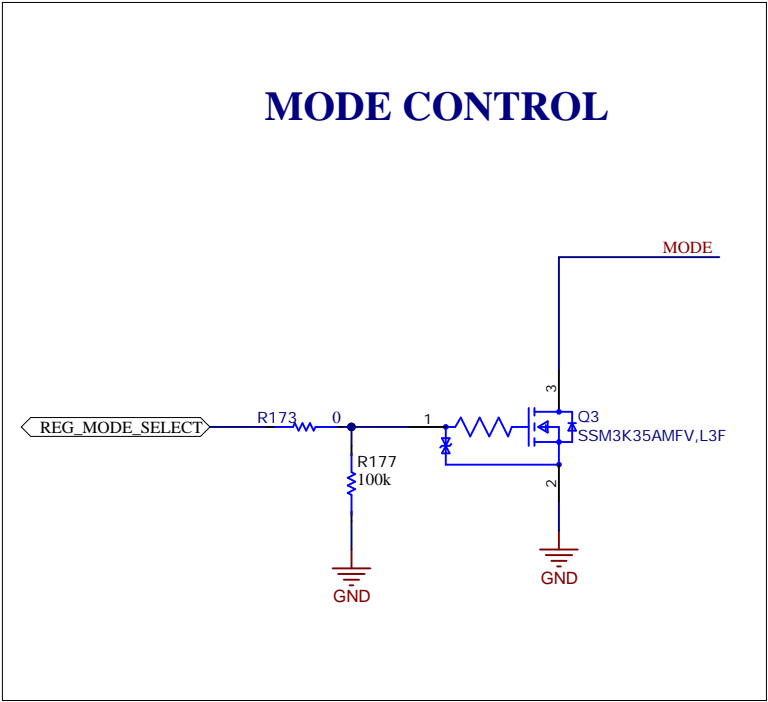 MODE CONTROL
MODE
3
REG_MODE_SELECT
R173
0
1
Q3
SSM3K35AMFV,L3F
R177
100k
2
GND
GND